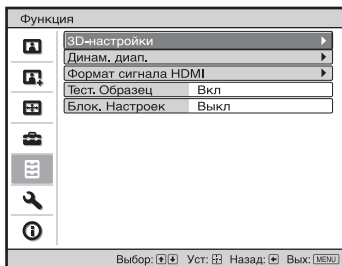 Функция
3D-настройки
Динам. диап.
Формат сигнала HDMI
Тест. Образец Вкл
Блок. Настроек Выкл
Выбор: Уст: Назад: Вых: MENU